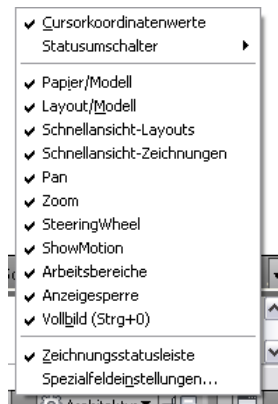 Cursorkoordinatenwerte
Statusumschalter
Papier/Modell
Layout/Modell
Schnellansicht-Layouts
Schnellansicht-Zeichnungen
Pan
Zoom
SteeringWheel
ShowMotion
Arbeitsbereiche
Anzeigesperre
Vollbild (Strg+0)
Zeichnungsstatusleiste
Spezialfeldeinstellungen...